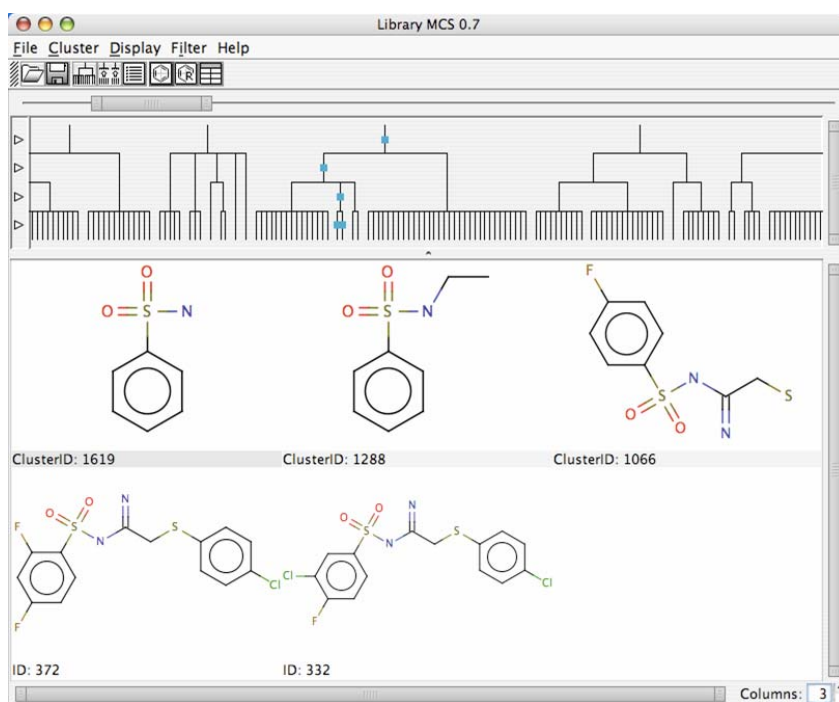 Library MCS 0.7
File Cluster Display Filter Help
R
O O
O S N O S N F
O
S N S
O O N
ClusterID: 1619 ClusterID: 1288 ClusterID: 1066
O N O N
O S S O S S
F N N
Cl Cl Cl
F F
ID: 372 ID: 332
Columns: 3